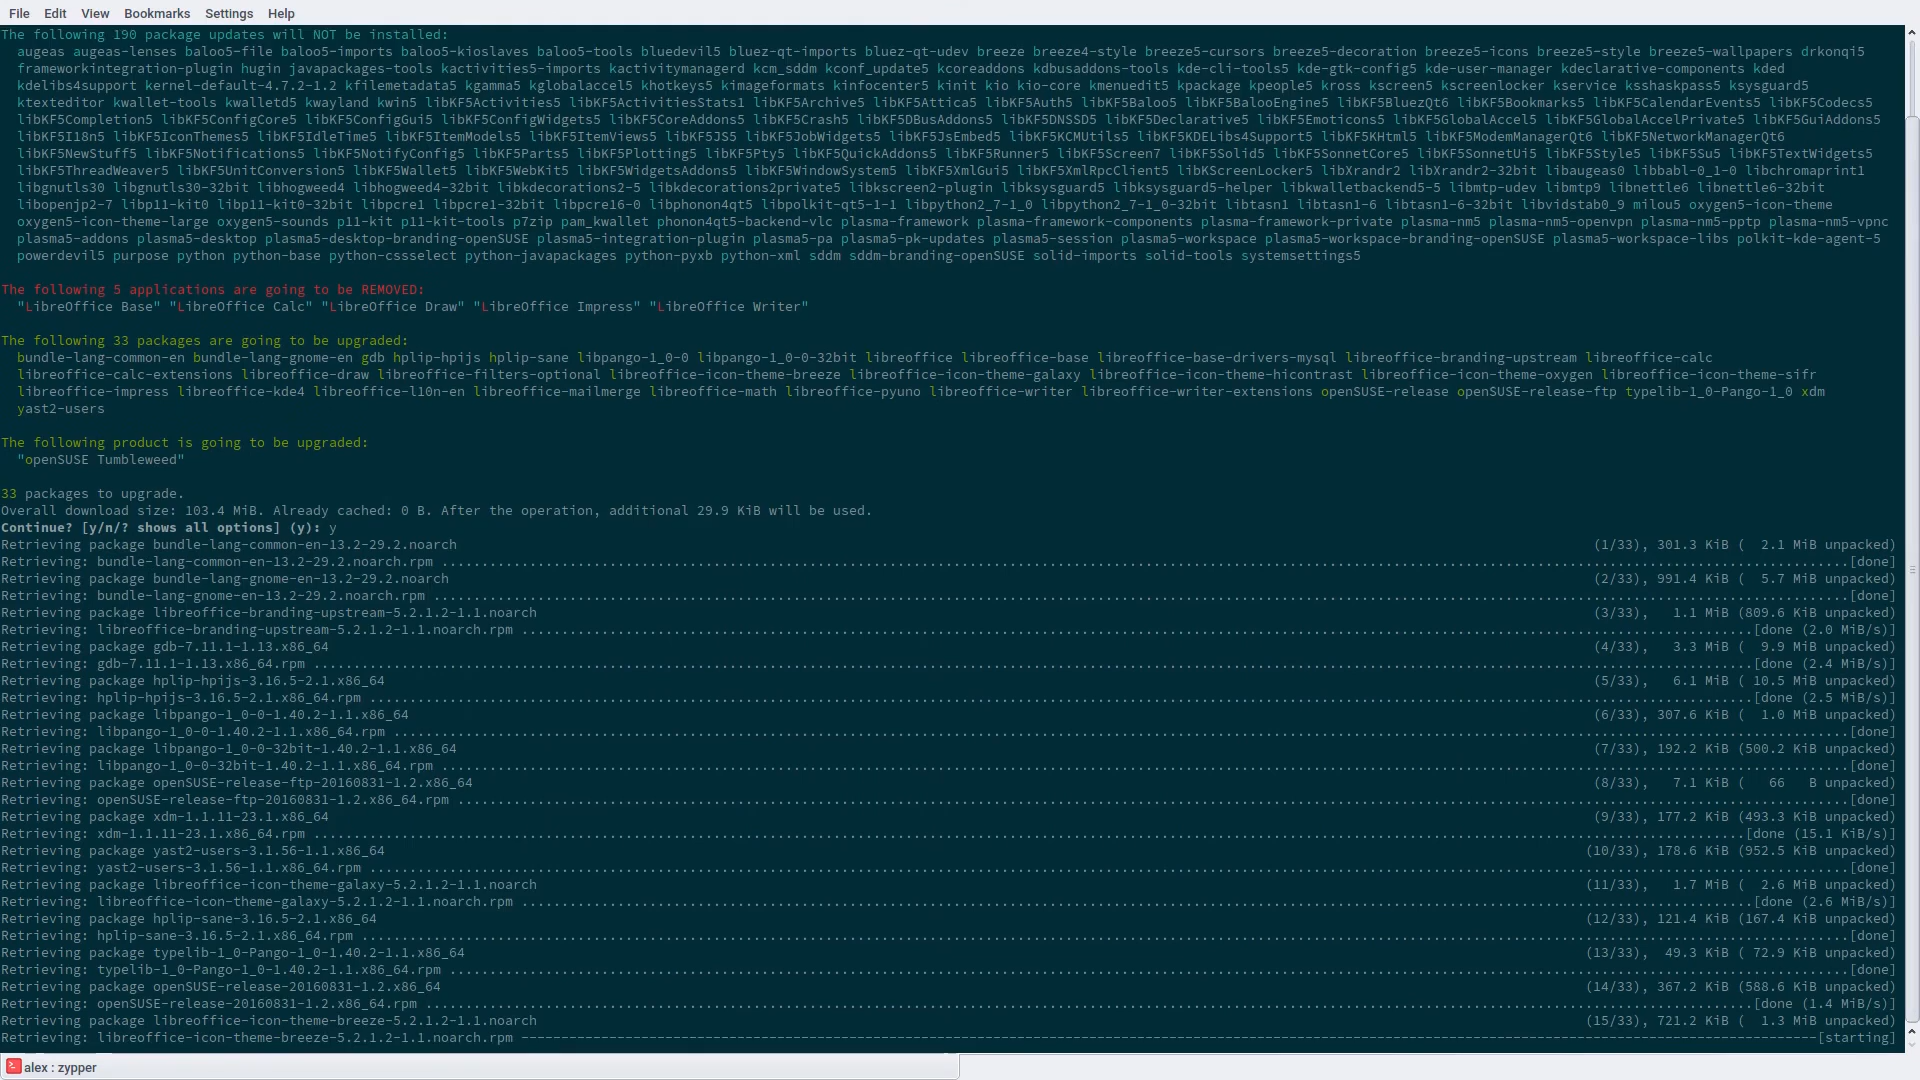 File Edit View Bookmarks Settings Help
The following 190 package updates will NOT be installed:
augeas augeas-lenses baloo5-file baloo5-imports baloo5-kioslaves baloo5-tools bluedevil5 bluez-qt-imports bluez-qt-udev breeze breeze4-style breeze5-cursors breeze5-decoration breeze5-icons breeze5-style breeze5-wallpapers drkonqi5
frameworkintegration-plugin hugin javapackages-tools kactivities5-imports kactivitymanagerd kcm_sddm kconf_update5 kcoreaddons kdbusaddons-tools kde-cli-tools5 kde-gtk-config5 kde-user-manager kdeclarative-components kded
kdelibs4support kernel-default-4.7.2-1.2 kfilemetadata5 kgamma5 kglobalaccel5 khotkeys5 kimageformats kinfocenter5 kinit kio kio-core kmenuedit5 kpackage kpeople5 kross kscreen5 kscreenlocker kservice ksshaskpass5 ksysguard5
ktexteditor kwallet-tools kwalletd5 kwayland kwin5 libKF5Activities5 libKF5ActivitiesStats1 libKF5Archive5 libKF5Attica5 libKF5Auth5 libKF5Baloo5 libKF5BalooEngine5 libKF5BluezQt6 libKF5Bookmarks5 libKF5CalendarEvents5 libKF5Codecs5
libKF5Completion5 libKF5ConfigCore5 libKF5ConfigGui5 libKF5ConfigWidgets5 libKF5CoreAddons5 libKF5Crash5 libKF5DBusAddons5 libKF5DNSSD5 libKF5Declarative5 libKF5Emoticons5 libKF5GlobalAccel5 libKF5GlobalAccelPrivate5 libKF5GuiAddons5
libKF5I18n5 libKF5IconThemes5 libKF5IdleTime5 libKF5ItemModels5 libKF5ItemViews5 libKF5JS5 libKF5JobWidgets5 libKF5JsEmbed5 libKF5KCMUtils5 libKF5KDELibs4Support5 libKF5KHtml5 libKF5ModemManagerQt6 libKF5NetworkManagerQt6
libKF5NewStuff5 libKF5Notifications5 libKF5NotifyConfig5 libKF5Parts5 libKF5Plotting5 libKF5Pty5 libKF5QuickAddons5 libKF5Runner5 libKF5Screen7 libKF5Solid5 libKF5SonnetCore5 libKF5SonnetUi5 libKF5Style5 libKF5Su5 libKF5TextWidgets5
libKF5ThreadWeaver5 libKF5UnitConversion5 libKF5Wallet5 libKF5WebKit5 libKF5WidgetsAddons5 libKF5WindowSystem5 libKF5XmlGui5 libKF5XmlRpcClient5 libKScreenLocker5 libXrandr2 libXrandr2-32bit libaugeas0 libbabl-0_1-0 libchromaprint1
libgnutls30 libgnutls30-32bit libhogweed4 libhogweed4-32bit libkdecorations2-5 libkdecorations2private5 libkscreen2-plugin libksysguard5 libksysguard5-helper libkwalletbackend5-5 libmtp-udev libmtp9 libnettle6 libnettle6-32bit
libopenjp2-7 libp11-kit0 libp11-kit0-32bit libpcre1 libpcre1-32bit libpcre16-0 libphonon4qt5 libpolkit-qt5-1-1 libpython2_7-1_0 libpython2_7-1_0-32bit libtasn1 libtasn1-6 libtasn1-6-32bit libvidstab0_9 milou5 oxygen5-icon-theme
oxygen5-icon-theme-large oxygen5-sounds p11-kit p11-kit-tools p7zip pam_kwallet phonon4qt5-backend-vlc plasma-framework plasma-framework-components plasma-framework-private plasma-nm5 plasma-nm5-openvpn plasma-nm5-pptp plasma-nm5-vpnc
plasma5-addons plasma5-desktop plasma5-desktop-branding-openSUSE plasma5-integration-plugin plasma5-pa plasma5-pk-updates plasma5-session plasma5-workspace plasma5-workspace-branding-openSUSE plasma5-workspace-libs polkit-kde-agent-5
powerdevil5 purpose python python-base python-cssselect python-javapackages python-pyxb python-xml sddm sddm-branding-openSUSE solid-imports solid-tools systemsettings5
The following 5 applications are going to be REMOVED:
"LibreOffice Base" "LibreOffice Calc" "LibreOffice Draw" "LibreOffice Impress" "LibreOffice Writer"
The following 33 packages are going to be upgraded:
bundle-lang-common-en bundle-lang-gnome-en gdb hplip-hpijs hplip-sane libpango-1_0-0 libpango-1_0-0-32bit libreoffice libreoffice-base libreoffice-base-drivers-mysql libreoffice-branding-upstream libreoffice-calc
libreoffice-calc-extensions libreoffice-draw libreoffice-filters-optional libreoffice-icon-theme-breeze libreoffice-icon-theme-galaxy libreoffice-icon-theme-hicontrast libreoffice-icon-theme-oxygen libreoffice-icon-theme-sifr
libreoffice-impress libreoffice-kde4 libreoffice-l10n-en libreoffice-mailmerge libreoffice-math libreoffice-pyuno libreoffice-writer libreoffice-writer-extensions openSUSE-release openSUSE-release-ftp typelib-1_0-Pango-1_0 xdm
yast2-users
The following product is going to be upgraded:
"openSUSE Tumbleweed"
33 packages to upgrade.
Overall download size: 103.4 MiB. Already cached: 0 B. After the operation, additional 29.9 KiB will be used.
Continue? [y/n/? shows all options] (y): y
Retrieving package bundle-lang-common-en-13.2-29.2.noarch (1/33), 301.3 KiB ( 2.1 MiB unpacked)
Retrieving: bundle-lang-common-en-13.2-29.2.noarch.rpm ..........[done]
Retrieving package bundle-lang-gnome-en-13.2-29.2.noarch (2/33), 991.4 KiB ( 5.7 MiB unpacked)
Retrieving: bundle-lang-gnome-en-13.2-29.2.noarch.rpm ..........[done]
Retrieving package libreoffice-branding-upstream-5.2.1.2-1.1.noarch (3/33), 1.1 MiB (809.6 KiB unpacked)
Retrieving: libreoffice-branding-upstream-5.2.1.2-1.1.noarch.rpm ..........[done (2.0 MiB/s)]
Retrieving package gdb-7.11.1-1.13.x86_64 (4/33), 3.3 MiB ( 9.9 MiB unpacked)
Retrieving: gdb-7.11.1-1.13.x86_64.rpm ..........[done (2.4 MiB/s)]
Retrieving package hplip-hpijs-3.16.5-2.1.x86_64 (5/33), 6.1 MiB ( 10.5 MiB unpacked)
Retrieving: hplip-hpijs-3.16.5-2.1.x86_64.rpm ..........[done (2.5 MiB/s)]
Retrieving package libpango-1_0-0-1.40.2-1.1.x86_64 (6/33), 307.6 KiB ( 1.0 MiB unpacked)
Retrieving: libpango-1_0-0-1.40.2-1.1.x86_64.rpm ..........[done]
Retrieving package libpango-1_0-0-32bit-1.40.2-1.1.x86_64 (7/33), 192.2 KiB (500.2 KiB unpacked)
Retrieving: libpango-1_0-0-32bit-1.40.2-1.1.x86_64.rpm ..........[done]
Retrieving package openSUSE-release-ftp-20160831-1.2.x86_64 (8/33), 7.1 KiB ( 66 B unpacked)
Retrieving: openSUSE-release-ftp-20160831-1.2.x86_64.rpm ..........[done]
Retrieving package xdm-1.1.11-23.1.x86_64 (9/33), 177.2 KiB (493.3 KiB unpacked)
Retrieving: xdm-1.1.11-23.1.x86_64.rpm ..........[done (15.1 KiB/s)]
Retrieving package yast2-users-3.1.56-1.1.x86_64 (10/33), 178.6 KiB (952.5 KiB unpacked)
Retrieving: yast2-users-3.1.56-1.1.x86_64.rpm ..........[done]
Retrieving package libreoffice-icon-theme-galaxy-5.2.1.2-1.1.noarch (11/33), 1.7 MiB ( 2.6 MiB unpacked)
Retrieving: libreoffice-icon-theme-galaxy-5.2.1.2-1.1.noarch.rpm ..........[done (2.6 MiB/s)]
Retrieving package hplip-sane-3.16.5-2.1.x86_64 (12/33), 121.4 KiB (167.4 KiB unpacked)
Retrieving: hplip-sane-3.16.5-2.1.x86_64.rpm ..........[done]
Retrieving package typelib-1_0-Pango-1_0-1.40.2-1.1.x86_64 (13/33), 49.3 KiB ( 72.9 KiB unpacked)
Retrieving: typelib-1_0-Pango-1_0-1.40.2-1.1.x86_64.rpm ..........[done]
Retrieving package openSUSE-release-20160831-1.2.x86_64 (14/33), 367.2 KiB (588.6 KiB unpacked)
Retrieving: openSUSE-release-20160831-1.2.x86_64.rpm ..........[done (1.4 MiB/s)]
Retrieving package libreoffice-icon-theme-breeze-5.2.1.2-1.1.noarch (15/33), 721.2 KiB ( 1.3 MiB unpacked)
Retrieving: libreoffice-icon-theme-breeze-5.2.1.2-1.1.noarch.rpm ----------[starting]
alex : zypper